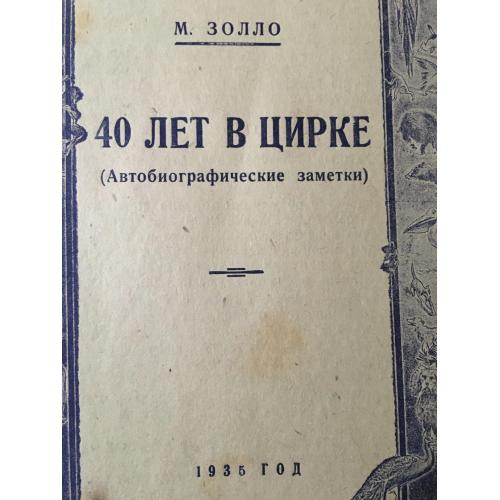 М. ЗОЛЛО
40 ЛЕТ В ЦИРКЕ
(Автобиографические заметки)
1935 ГОД